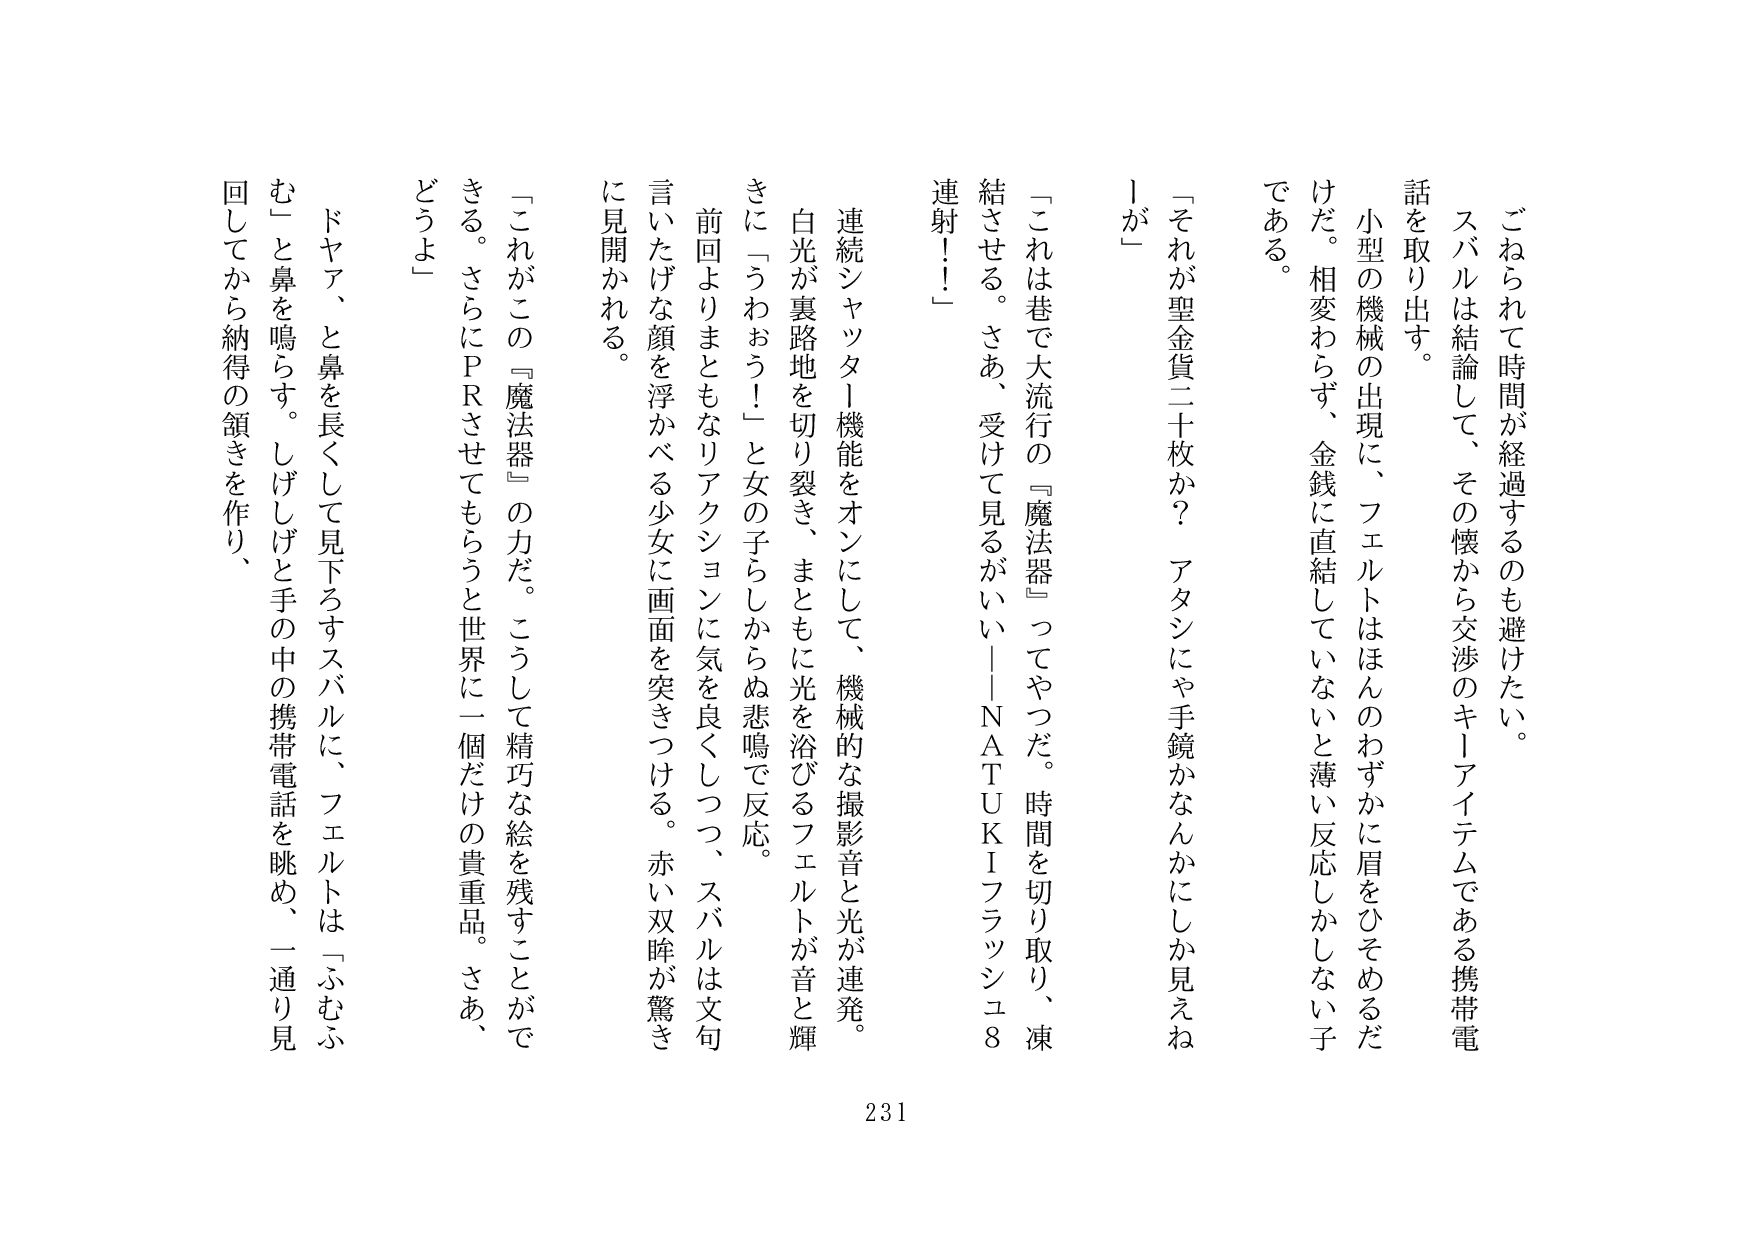 ごねられて時間が経過するのも避けたい。
　スバルは結論して、その懐から交渉のキーアイテムである携帯電
話を取り出す。
　小型の機械の出現に、フェルトはほんのわずかに眉をひそめるだ
けだ。相変わらず、金銭に直結していないと薄い反応しかしない子
である。
「それが聖金貨二十枚か？　アタシにゃ手鏡かなんかにしか見えね
ーが」
「これは巷で大流行の『魔法器』ってやつだ。時間を切り取り、凍
結させる。さあ、受けて見るがいい――ＮＡＴＵＫＩフラッシュ８
連射！！」
　連続シャッター機能をオンにして、機械的な撮影音と光が連発。
　白光が裏路地を切り裂き、まともに光を浴びるフェルトが音と輝
きに「うわぉう！」と女の子らしからぬ悲鳴で反応。
　前回よりまともなリアクションに気を良くしつつ、スバルは文句
言いたげな顔を浮かべる少女に画面を突きつける。赤い双眸が驚き
に見開かれる。
「これがこの『魔法器』の力だ。こうして精巧な絵を残すことがで
きる。さらにＰＲさせてもらうと世界に一個だけの貴重品。さあ、
どうよ」
　ドヤァ、と鼻を長くして見下ろすスバルに、フェルトは「ふむふ
む」と鼻を鳴らす。しげしげと手の中の携帯電話を眺め、一通り見
回してから納得の頷きを作り、
231